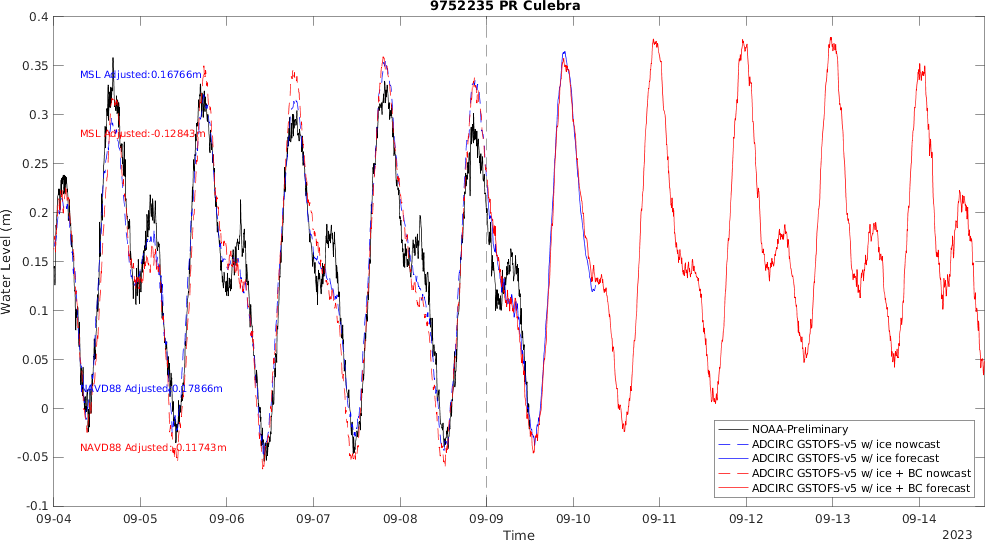 9752235 PR Culebra
0.4
0.35
0.3
0.25
0.2
0.15
0.1
0.05
0
-0.05
-0.1
Water Level (m)
MSL Adjusted:0.16766m
MSL Adjusted:-0.12843m
NAVD88 Adjusted:0.17866m
NAVD88 Adjusted:-0.11743m
NOAA-Preliminary
ADCIRC GSTOFS-v5 w/ ice nowcast
ADCIRC GSTOFS-v5 w/ ice forecast
ADCIRC GSTOFS-v5 w/ ice + BC nowcast
ADCIRC GSTOFS-v5 w/ ice + BC forecast
09-04 09-05 09-06 09-07 09-08 09-09 09-10 09-11 09-12 09-13 09-14
Time
2023